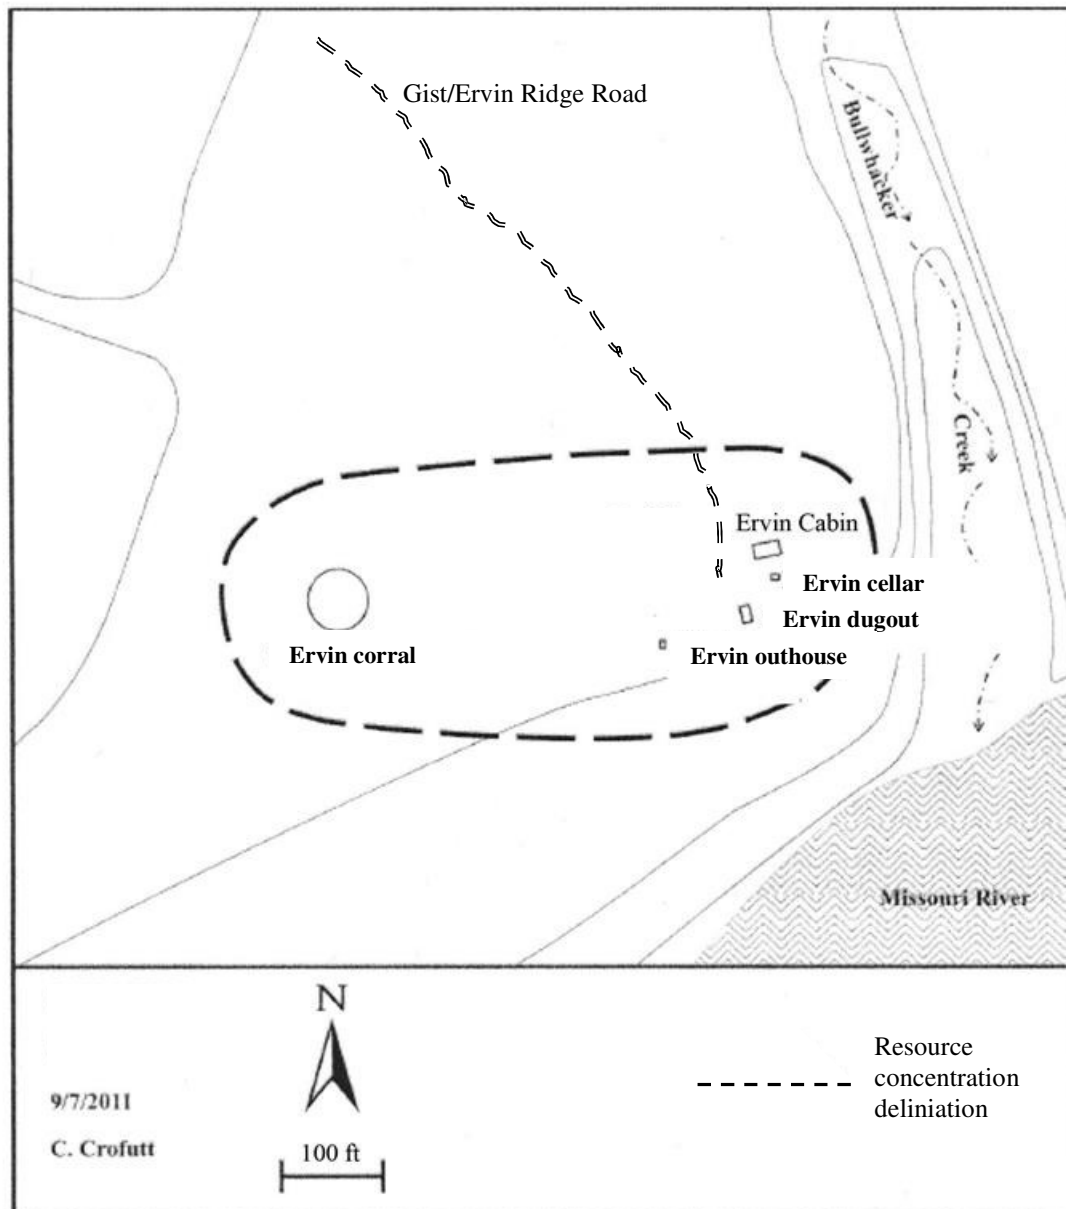 Gist/Ervin Ridge Road
Bullwhacker
Creek
Ervin Cabin
Ervin cellar
Ervin dugout
Ervin outhouse
Ervin corral
Missouri River
N
9/7/2011
C. Crofutt
100 ft
Resource
concentration
deliniation